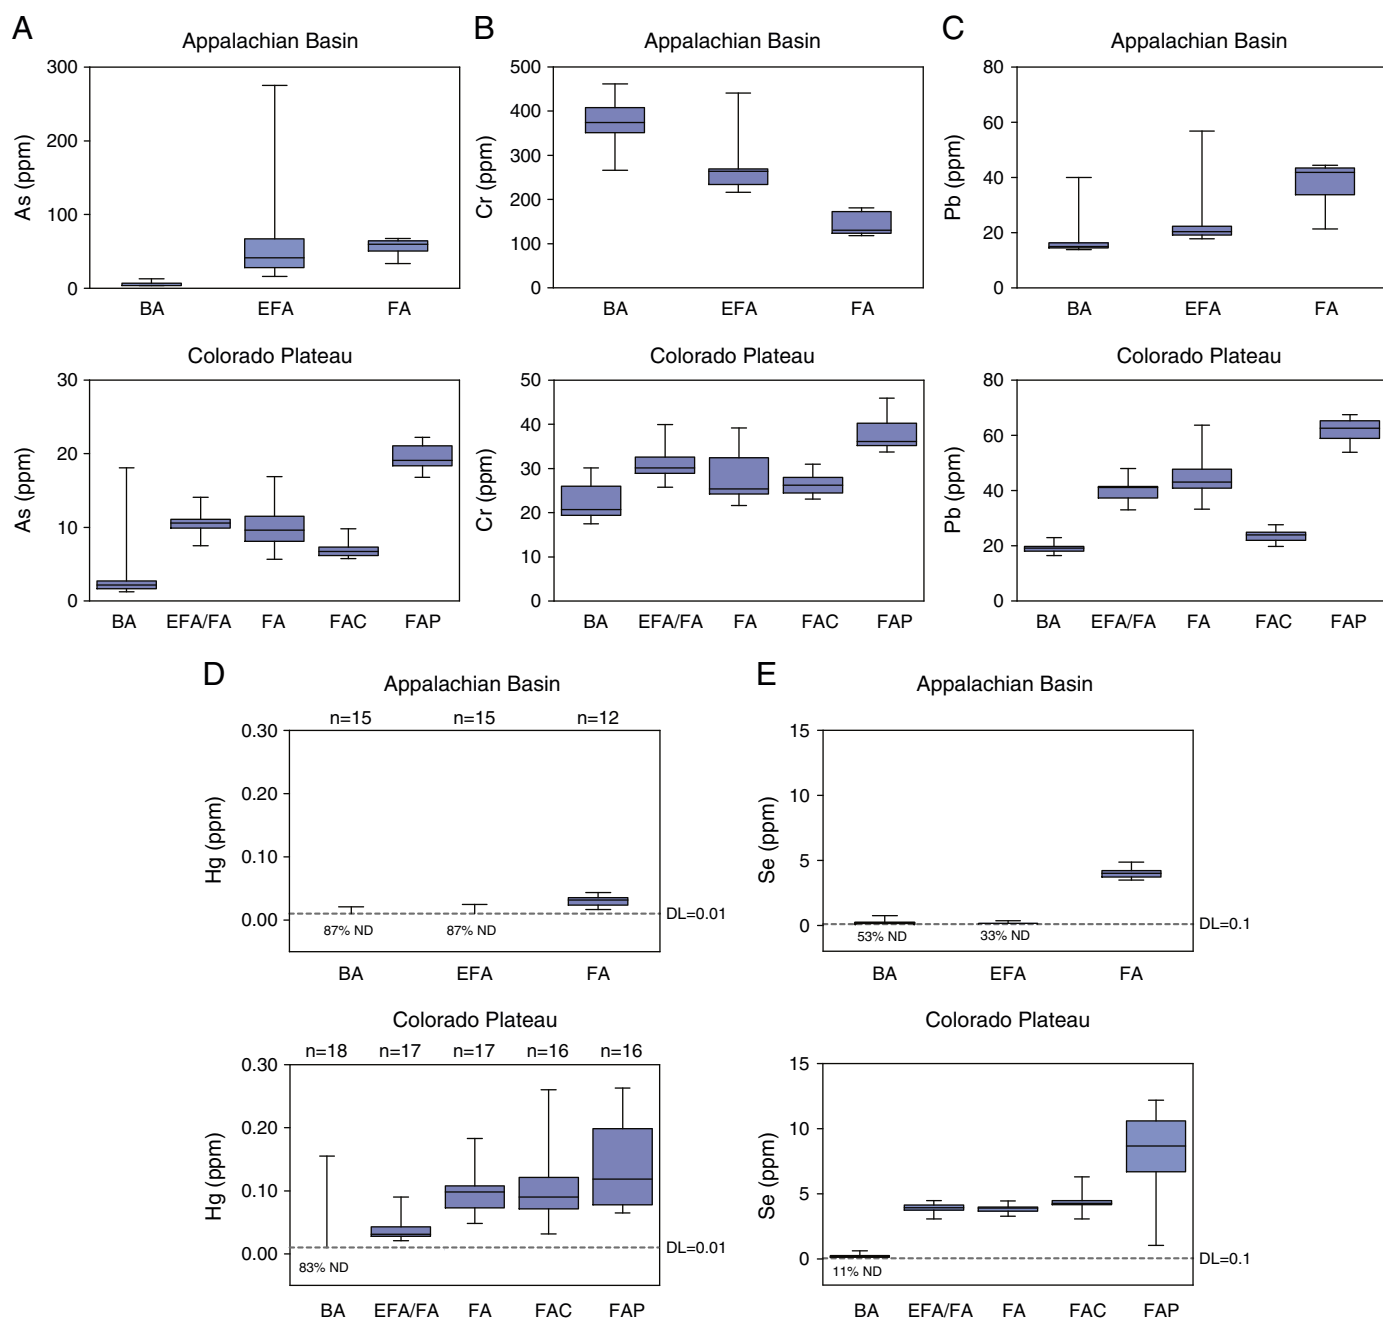 A
Appalachian Basin
As (ppm)
300
200
100
50
0
BA EFA FA
Colorado Plateau
As (ppm)
30
20
10
0
BA EFA/FA FA FAC FAP
B
Appalachian Basin
Cr (ppm)
500
400
300
200
100
0
BA EFA FA
Colorado Plateau
Cr (ppm)
50
40
30
20
10
0
BA EFA/FA FA FAC FAP
C
Appalachian Basin
Pb (ppm)
80
60
40
20
0
BA EFA FA
Colorado Plateau
Pb (ppm)
80
60
40
20
0
BA EFA/FA FA FAC FAP
D
Appalachian Basin
n=15 n=15 n=12
Hg (ppm)
0.30
0.20
0.10
0.00
DL=0.01
87% ND 87% ND
BA EFA FA
Colorado Plateau
n=18 n=17 n=17 n=16 n=16
Hg (ppm)
0.30
0.20
0.10
0.00
DL=0.01
83% ND
BA EFA/FA FA FAC FAP
E
Appalachian Basin
Se (ppm)
15
10
5
0
DL=0.1
53% ND 33% ND
BA EFA FA
Colorado Plateau
Se (ppm)
15
10
5
0
DL=0.1
11% ND
BA EFA/FA FA FAC FAP